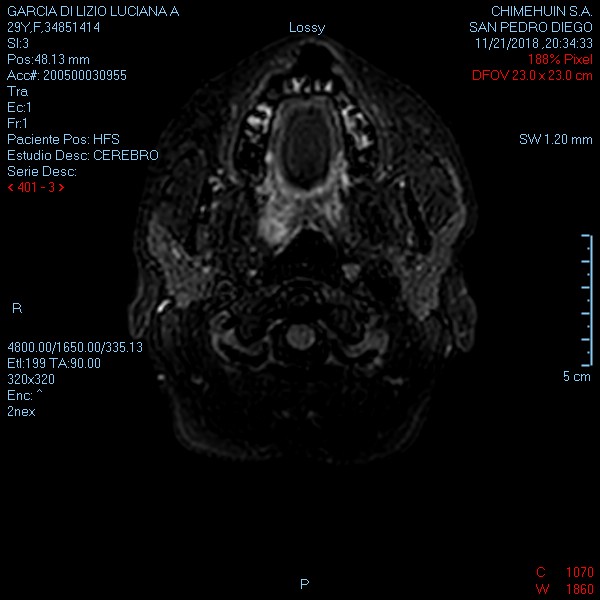 GARCIA DI LIZIO LUCIANA A
29Y,F,34851414
Sl:3
Pos:48.13 mm
Acc#: 200500030955
Tra
Ec:1
Fr:1
Paciente Pos: HFS
Estudio Desc: CEREBRO
Serie Desc:
< 401 - 3 >
Lossy
CHIMEHUIN S.A.
SAN PEDRO DIEGO
11/21/2018 ,20:34:33
188% Pixel
DFOV 23.0 x 23.0 cm
SW 1.20 mm
R
4800.00/1650.00/335.13
Etl:199 TA:90.00
320x320
Enc: ^
2nex
5 cm
P
C 1070
W 1860